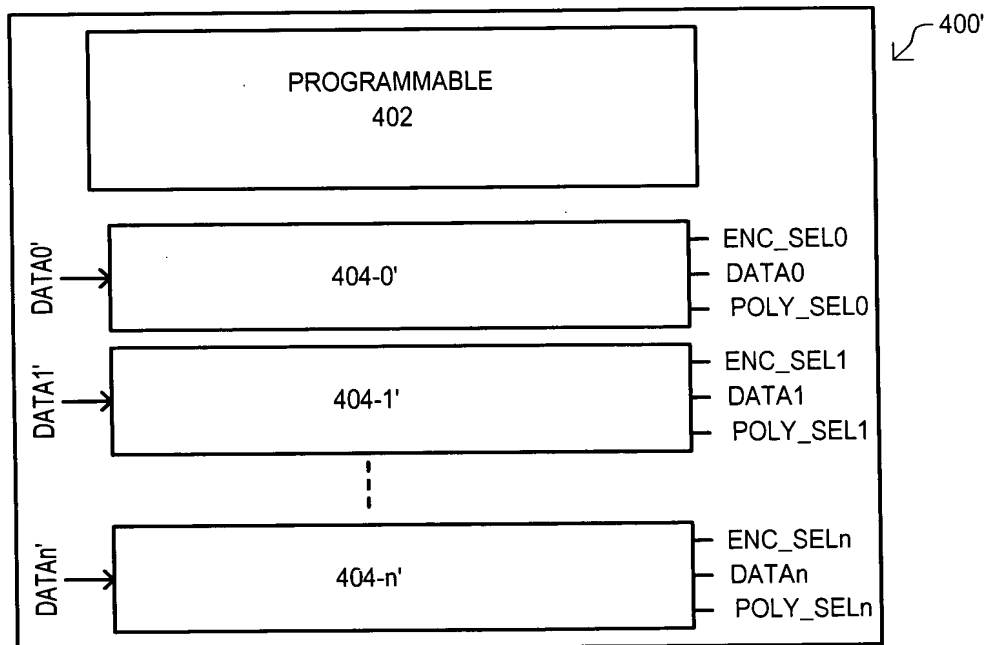 400'
PROGRAMMABLE
402
DATA0'
404-0'
ENC_SEL0
DATA0
POLY_SEL0
DATA1'
404-1'
ENC_SEL1
DATA1
POLY_SEL1
DATAn'
404-n'
ENC_SELn
DATAn
POLY_SELn